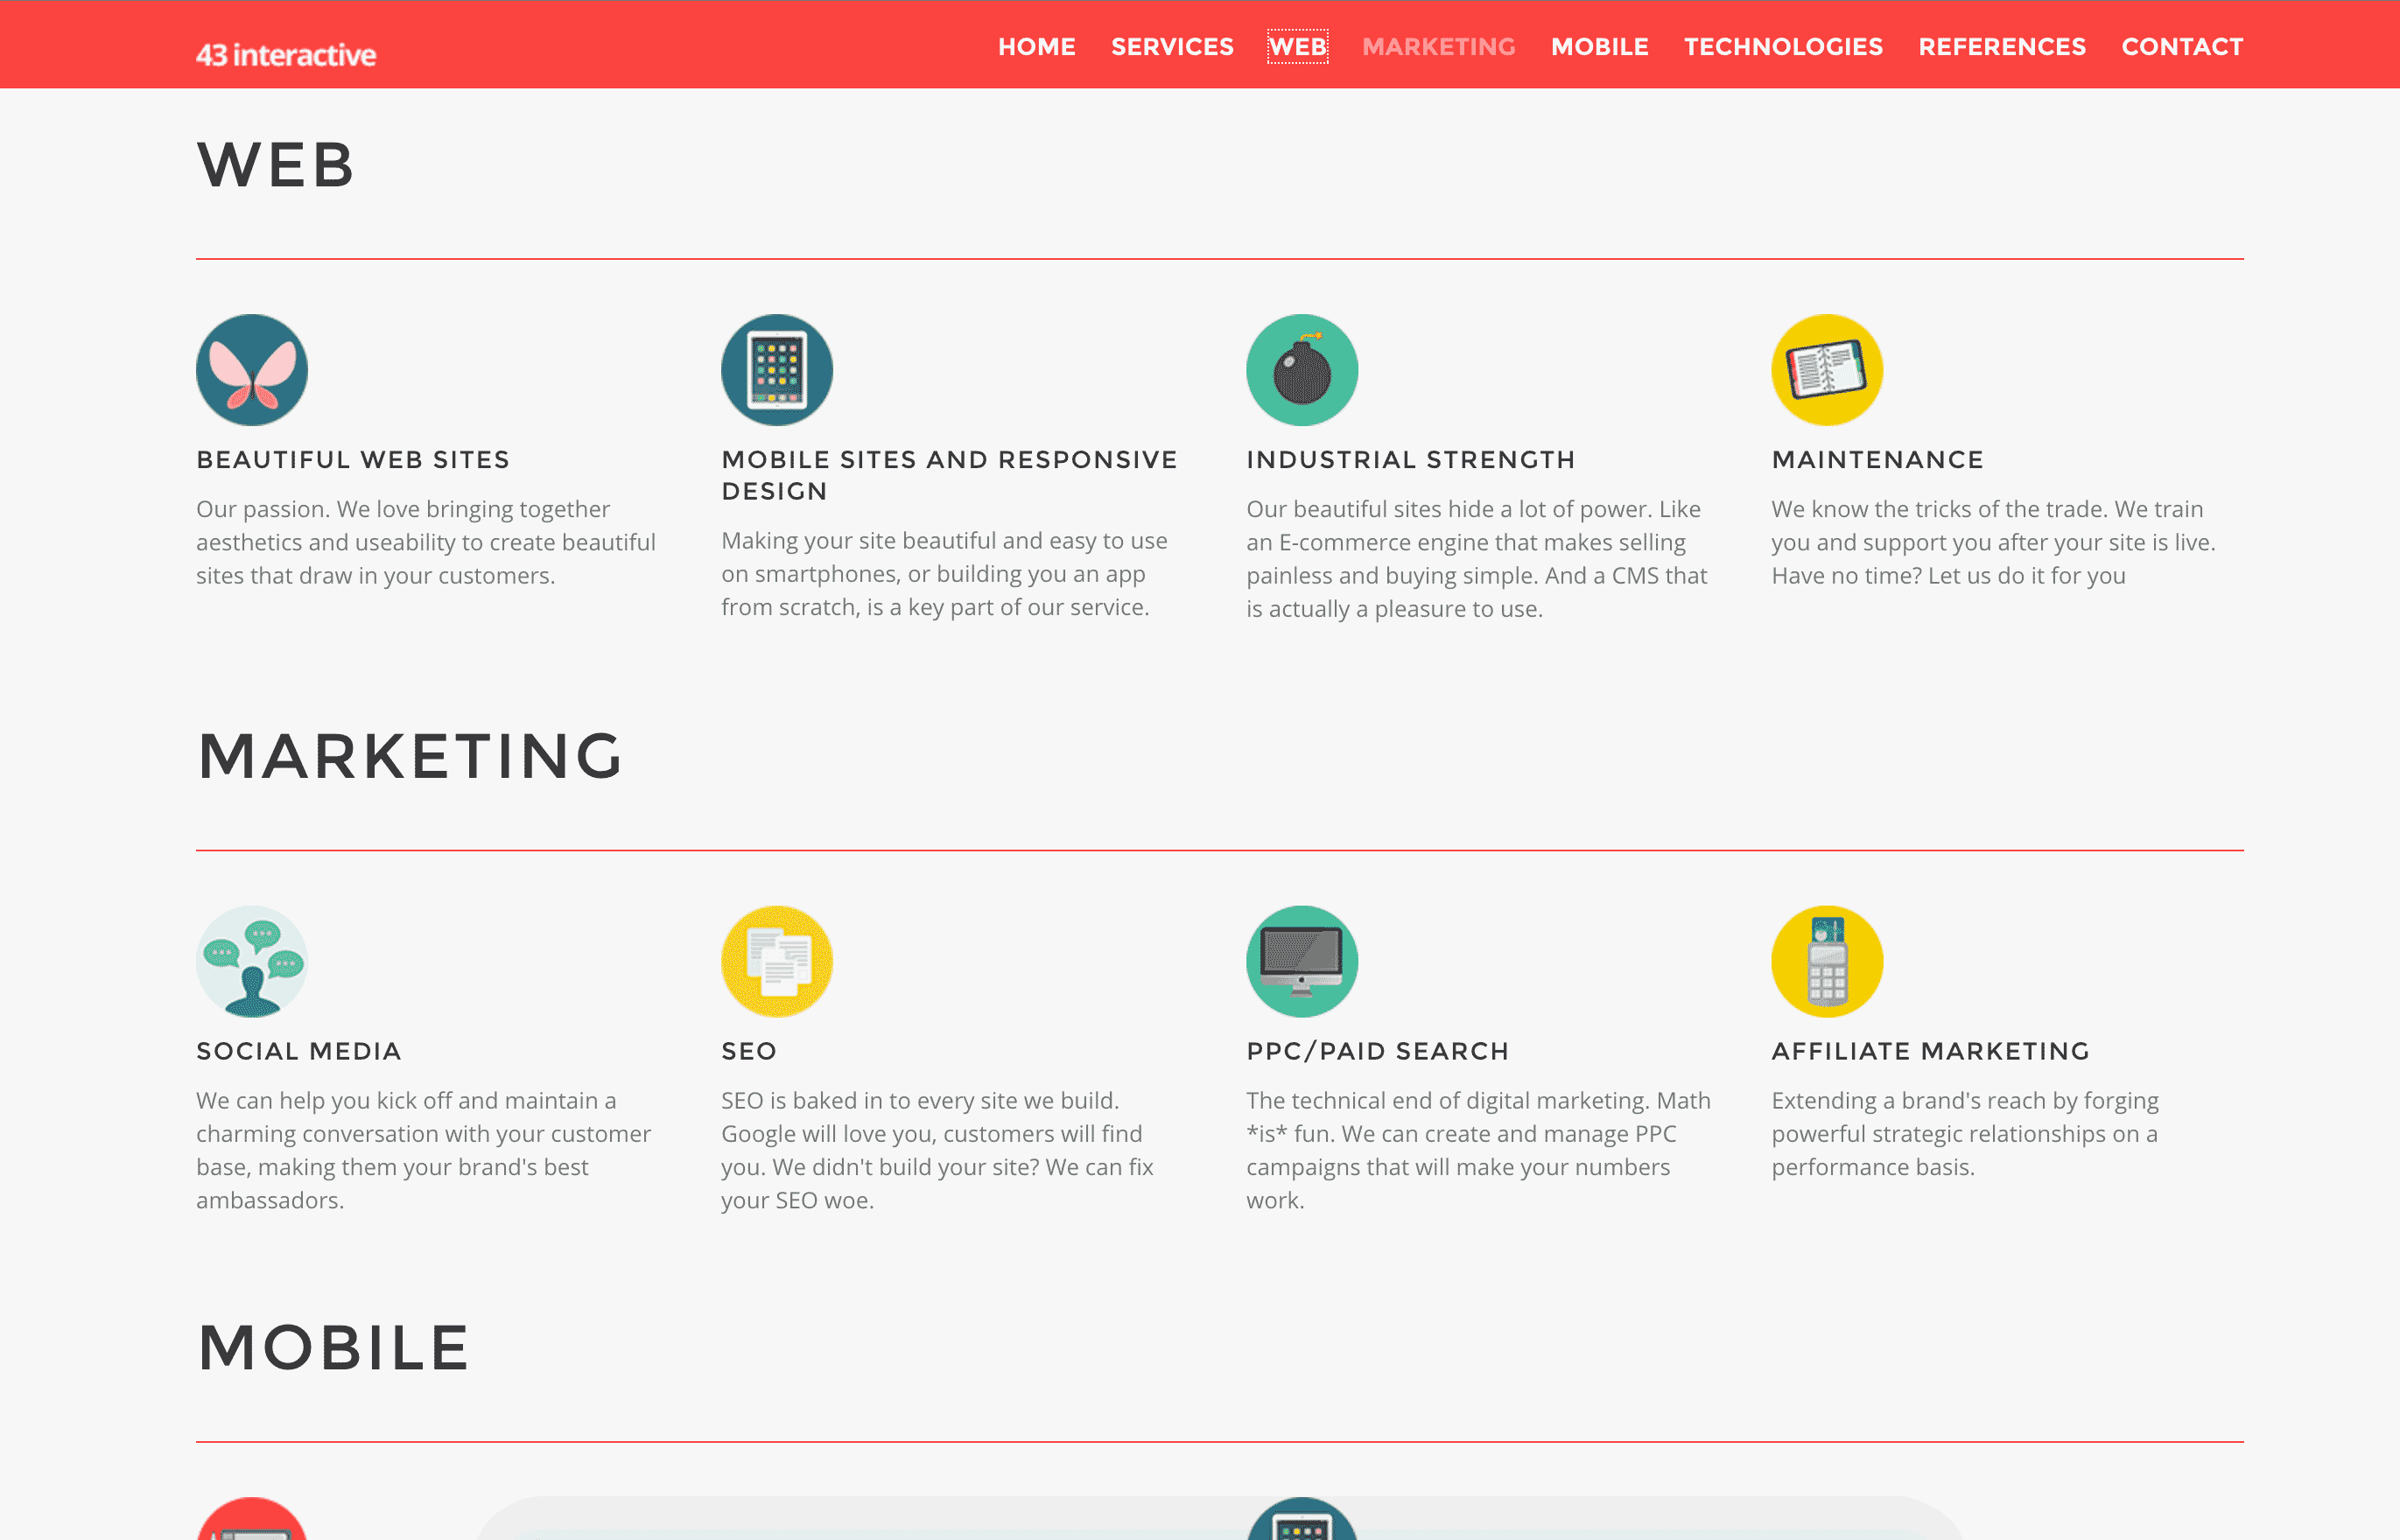 43 interactive
HOME SERVICES WEB MARKETING MOBILE TECHNOLOGIES REFERENCES CONTACT
WEB
BEAUTIFUL WEB SITES
Our passion. We love bringing together
aesthetics and useability to create beautiful
sites that draw in your customers.
MOBILE SITES AND RESPONSIVE
DESIGN
Making your site beautiful and easy to use
on smartphones, or building you an app
from scratch, is a key part of our service.
INDUSTRIAL STRENGTH
Our beautiful sites hide a lot of power. Like
an E-commerce engine that makes selling
painless and buying simple. And a CMS that
is actually a pleasure to use.
MAINTENANCE
We know the tricks of the trade. We train
you and support you after your site is live.
Have no time? Let us do it for you
MARKETING
SOCIAL MEDIA
We can help you kick off and maintain a
charming conversation with your customer
base, making them your brand's best
ambassadors.
SEO
SEO is baked in to every site we build.
Google will love you, customers will find
you. We didn't build your site? We can fix
your SEO woe.
PPC/PAID SEARCH
The technical end of digital marketing. Math
*is* fun. We can create and manage PPC
campaigns that will make your numbers
work.
AFFILIATE MARKETING
Extending a brand's reach by forging
powerful strategic relationships on a
performance basis.
MOBILE